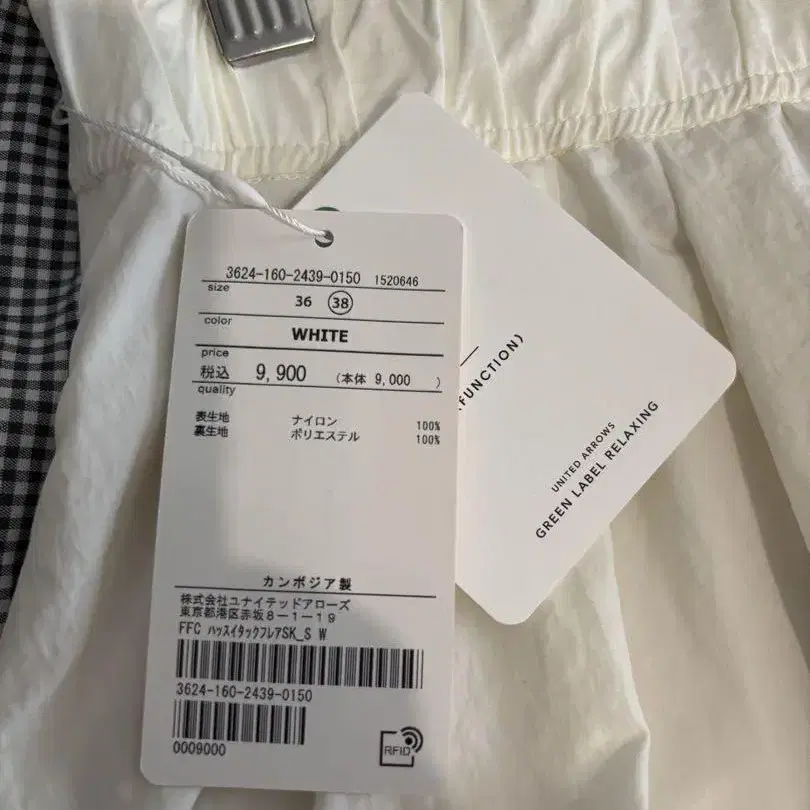 3624-160-2439-0150 1520646
size
36 38
color
WHITE
price
税込 9,900 (本体 9,000 )
quality
表生地 ナイロン 100%
裏生地 ポリエステル 100%
カンボジア製
株式会社ユナイテッドアローズ
東京都港区赤坂8-1-19
FFC ハッスイタックフレアSK_S W
3624-160-2439-0150
0009000
RFID
FUNCTION)
UNITED ARROWS
GREEN LABEL RELAXING